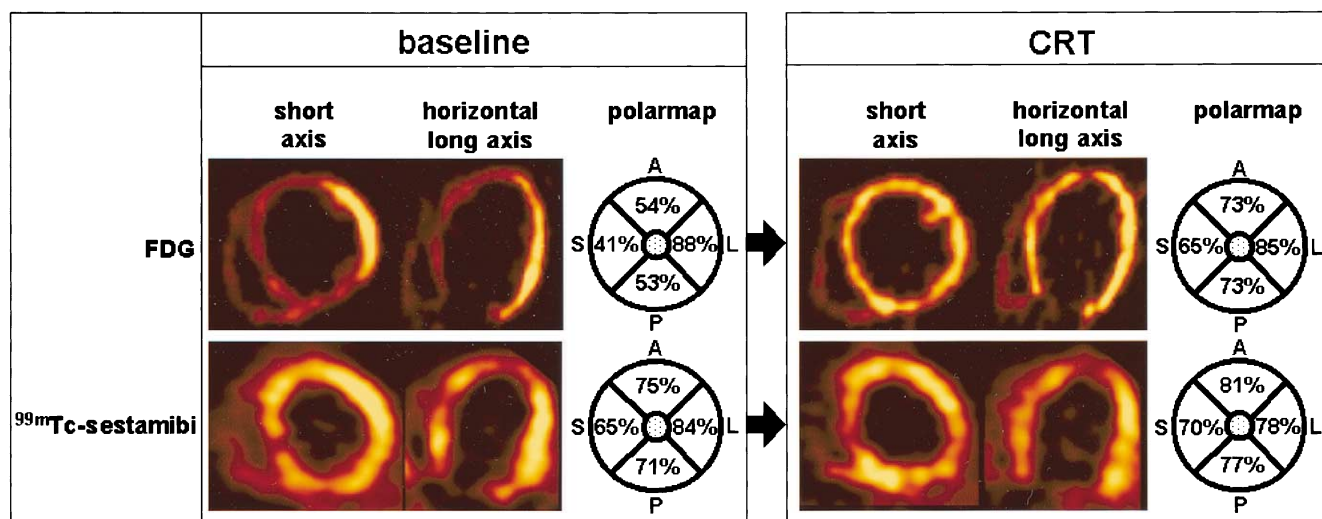 baseline
CRT
short axis
horizontal long axis
polarmap
short axis
horizontal long axis
polarmap
FDG
A
54%
S 41% 88% L
53%
P
A
73%
S 65% 85% L
73%
P
99mTc-sestamibi
A
75%
S 65% 84% L
71%
P
A
81%
S 70% 78% L
77%
P